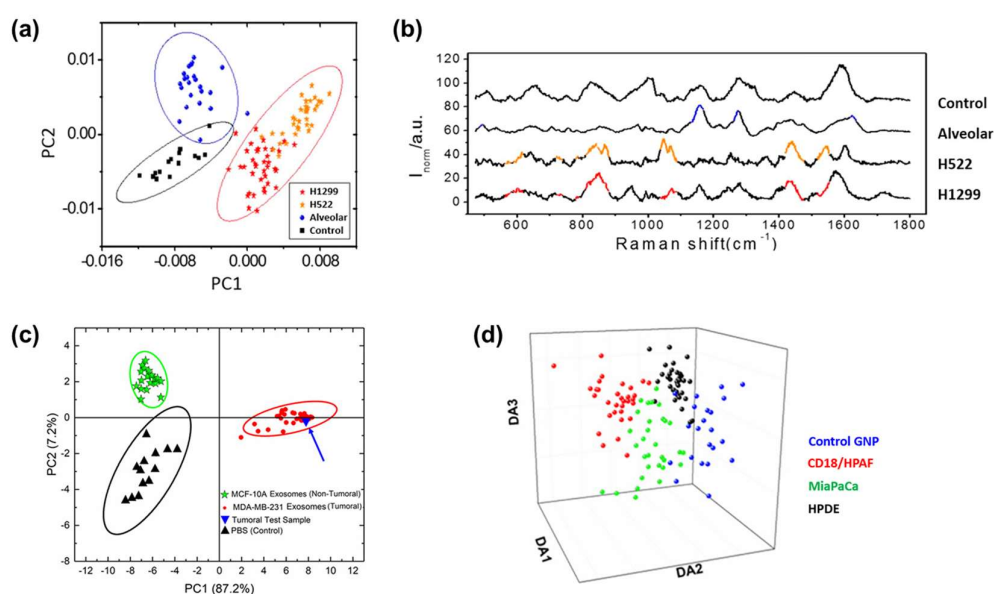 (a)
PC2
0.01
0.00
-0.01
-0.016
-0.008
0.000
0.008
PC1
H1299
H522
Alveolar
Control
(b)
I norm/a.u.
120
100
80
60
40
20
0
600
800
1000
1200
1400
1600
1800
Raman shift(cm⁻¹)
Control
Alveolar
H522
H1299
(c)
PC2 (7.2%)
4
2
0
-2
-4
-6
-8
-12
-10
-8
-6
-4
-2
0
2
4
6
8
10
12
PC1 (87.2%)
MCF-10A Exosomes (Non-Tumoral)
MDA-MB-231 Exosomes (Tumoral)
Tumoral Test Sample
PBS (Control)
(d)
DA3
DA1
DA2
Control GNP
CD18/HPAF
MiaPaCa
HPDE